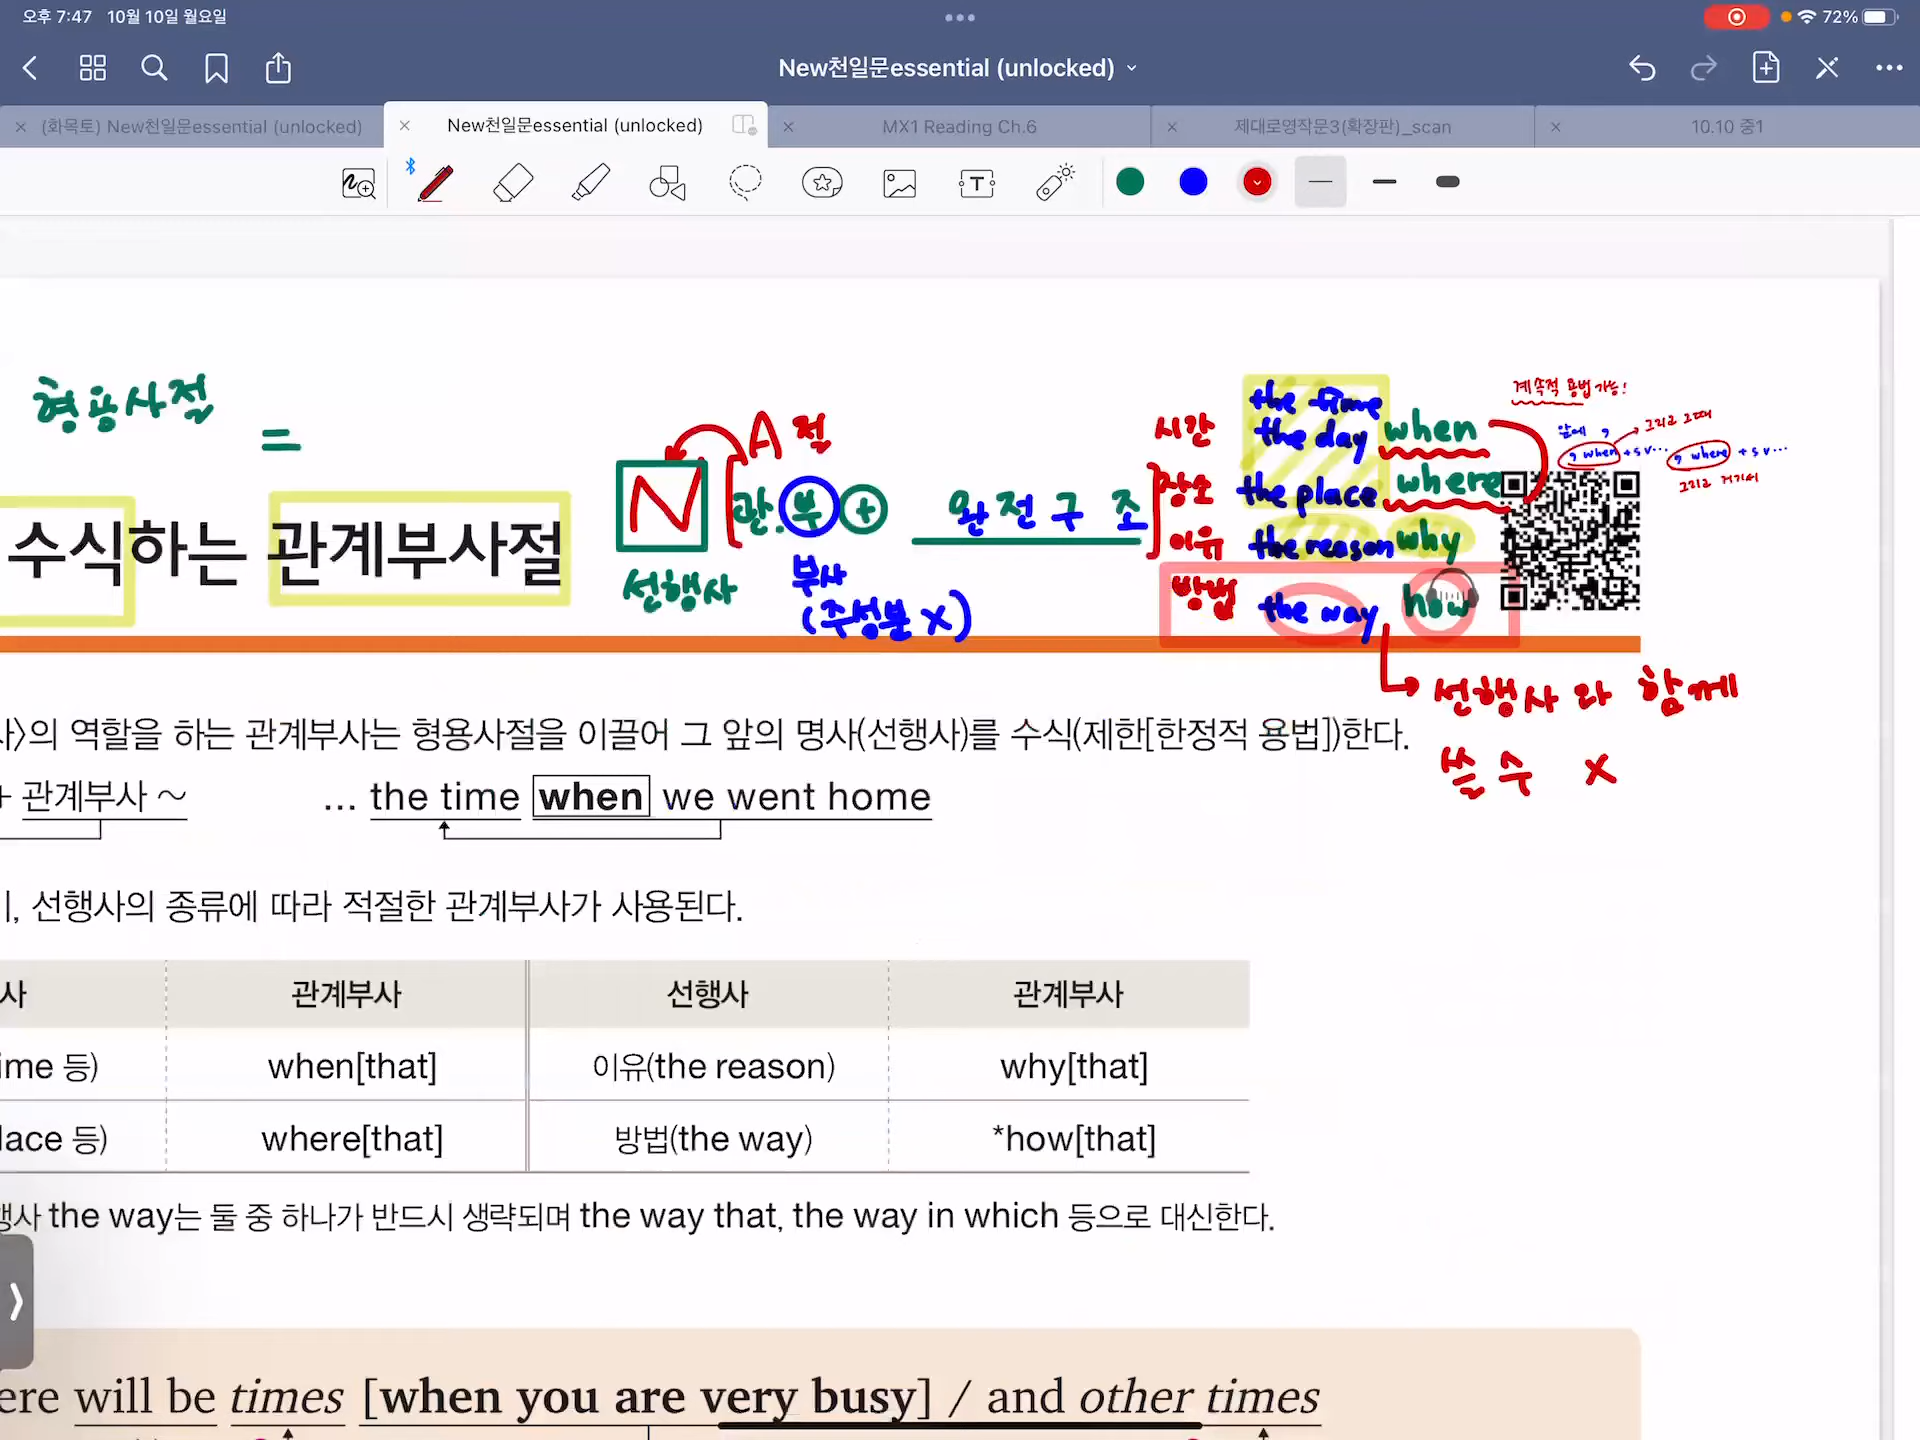 오후 7:47 10월 10일 월요일
72%
New천일문essential (unlocked)
(화목토) New천일문essential (unlocked)
New천일문essential (unlocked)
MX1 Reading Ch.6
제대로영작문3(확장판)_scan
10.10 중1
형용사절
=
A 절
N
관.부+
완전구조
선행사
부사
(주성분 X)
시간 the time
the day when
장소 the place where
이유 the reason why
방법 the way how
계속적 용법 가능!
앞에 , 그리고 그때
, when + s v… , where + s v…
그리고 거기서
선행사와 함께
쓸 수 X
수식하는 관계부사절
사〉의 역할을 하는 관계부사는 형용사절을 이끌어 그 앞의 명사(선행사)를 수식(제한[한정적 용법])한다.
+ 관계부사 ~ ... the time when we went home
, 선행사의 종류에 따라 적절한 관계부사가 사용된다.
사 관계부사 선행사 관계부사
ime 등) when[that] 이유(the reason) why[that]
lace 등) where[that] 방법(the way) *how[that]
행사 the way는 둘 중 하나가 반드시 생략되며 the way that, the way in which 등으로 대신한다.
ere will be times [when you are very busy] / and other times